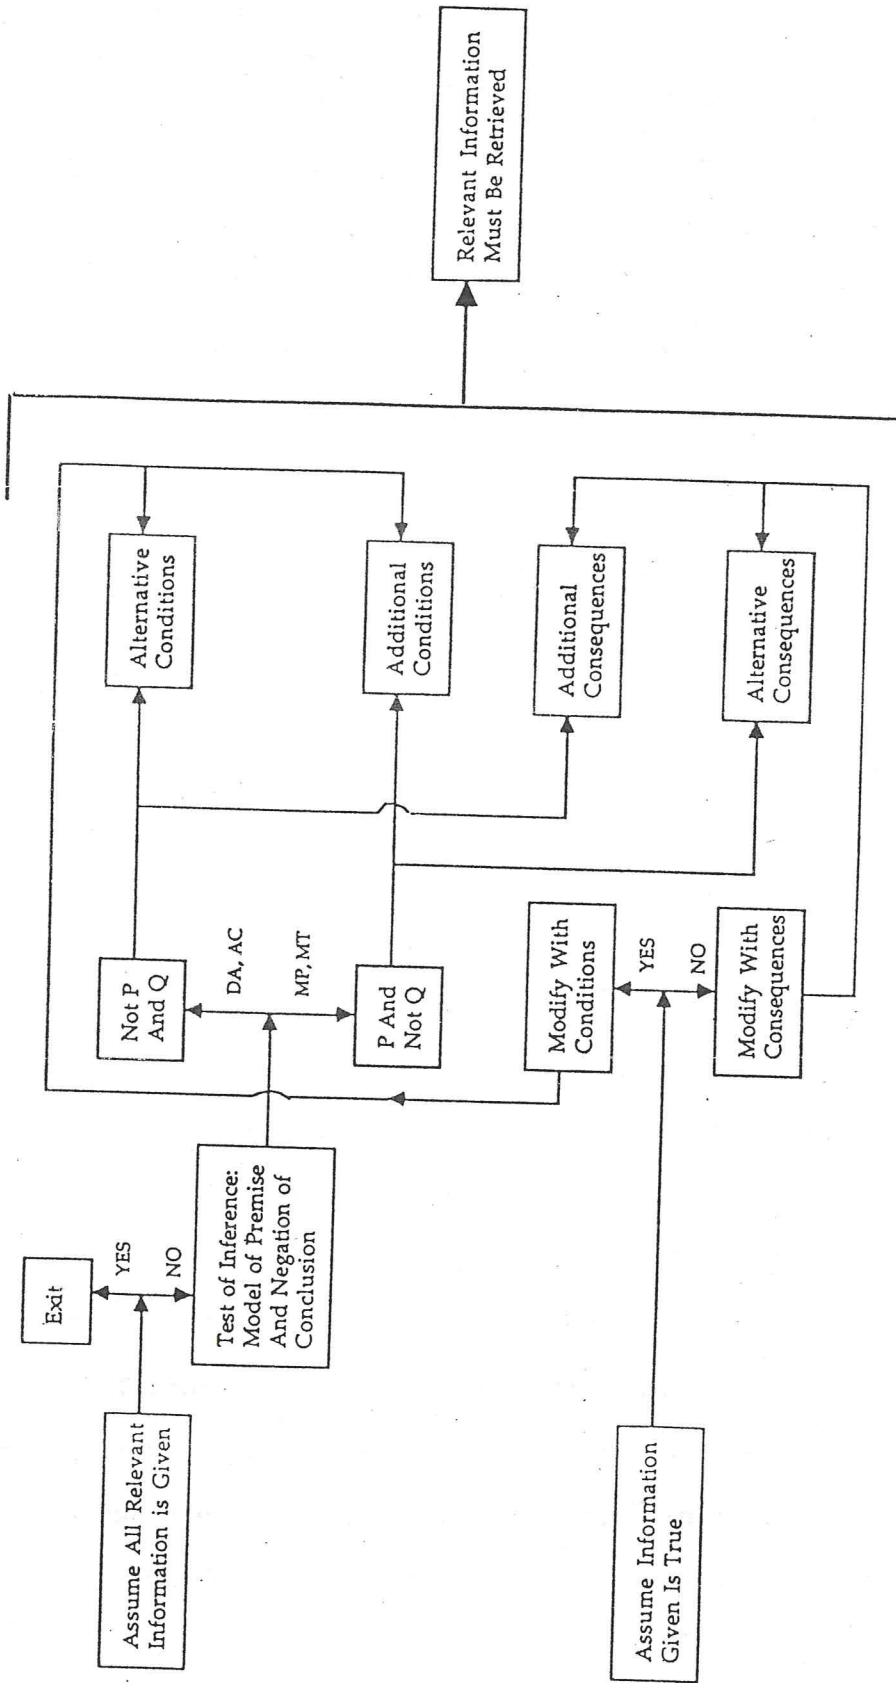 Assume All Relevant
Information is Given
Exit
YES
NO
Test of Inference:
Model of Premise
And Negation of
Conclusion
Not P
And Q
DA, AC
MP, MT
P And
Not Q
Alternative
Conditions
Additional
Conditions
Additional
Consequences
Alternative
Consequences
Assume Information
Given Is True
Modify With
Conditions
YES
NO
Modify With
Consequences
Relevant Information
Must Be Retrieved